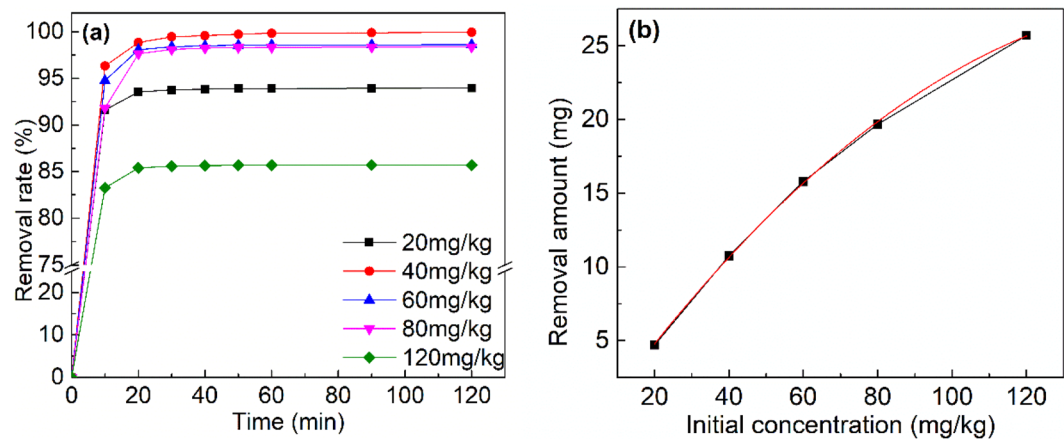 (a)
Removal rate (%)
100
95
90
85
80
75
20
10
0
0 20 40 60 80 100 120
Time (min)
20mg/kg
40mg/kg
60mg/kg
80mg/kg
120mg/kg
(b)
Removal amount (mg)
25
20
15
10
5
20 40 60 80 100 120
Initial concentration (mg/kg)